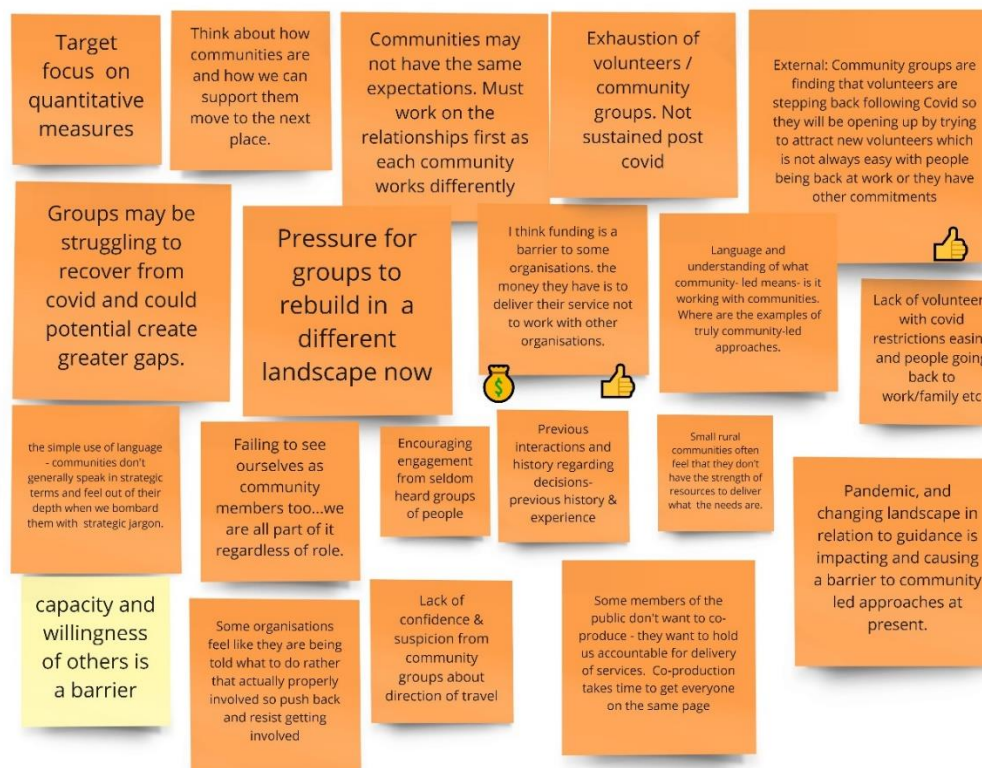 Target
focus on
quantitative
measures
Think about how
communities are
and how we can
support them
move to the next
place.
Communities may
not have the same
expectations. Must
work on the
relationships first as
each community
works differently
Exhaustion of
volunteers /
community
groups. Not
sustained post
covid
External: Community groups are
finding that volunteers are
stepping back following Covid so
they will be opening up by trying
to attract new volunteers which
is not always easy with people
being back at work or they have
other commitments
Groups may be
struggling to
recover from
covid and could
potential create
greater gaps.
Pressure for
groups to
rebuild in a
different
landscape now
I think funding is a
barrier to some
organisations. the
money they have is to
deliver their service not
to work with other
organisations.
Language and
understanding of what
community- led means- is it
working with communities.
Where are the examples of
truly community-led
approaches.
Lack of volunteer
with covid
restrictions easin
and people going
back to
work/family etc
the simple use of language
- communities don't
generally speak in strategic
terms and feel out of their
depth when we bombard
them with strategic jargon.
Failing to see
ourselves as
community
members too...we
are all part of it
regardless of role.
Encouraging
engagement
from seldom
heard groups
of people
Previous
interactions and
history regarding
decisions-
previous history &
experience
Small rural
communities often
feel that they don't
have the strength of
resources to deliver
what the needs are.
Pandemic, and
changing landscape in
relation to guidance is
impacting and causing
a barrier to community
led approaches at
present.
capacity and
willingness
of others is
a barrier
Some organisations
feel like they are being
told what to do rather
that actually properly
involved so push back
and resist getting
involved
Lack of
confidence &
suspicion from
community
groups about
direction of travel
Some members of the
public don't want to co-
produce - they want to hold
us accountable for delivery
of services. Co-production
takes time to get everyone
on the same page